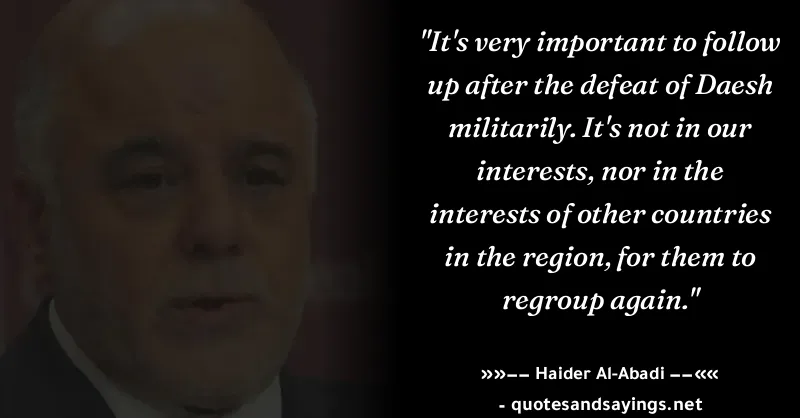 "It's very important to follow
up after the defeat of Daesh
militarily. It's not in our
interests, nor in the
interests of other countries
in the region, for them to
regroup again."
»»–– Haider Al-Abadi ––««
- quotesandsayings.net